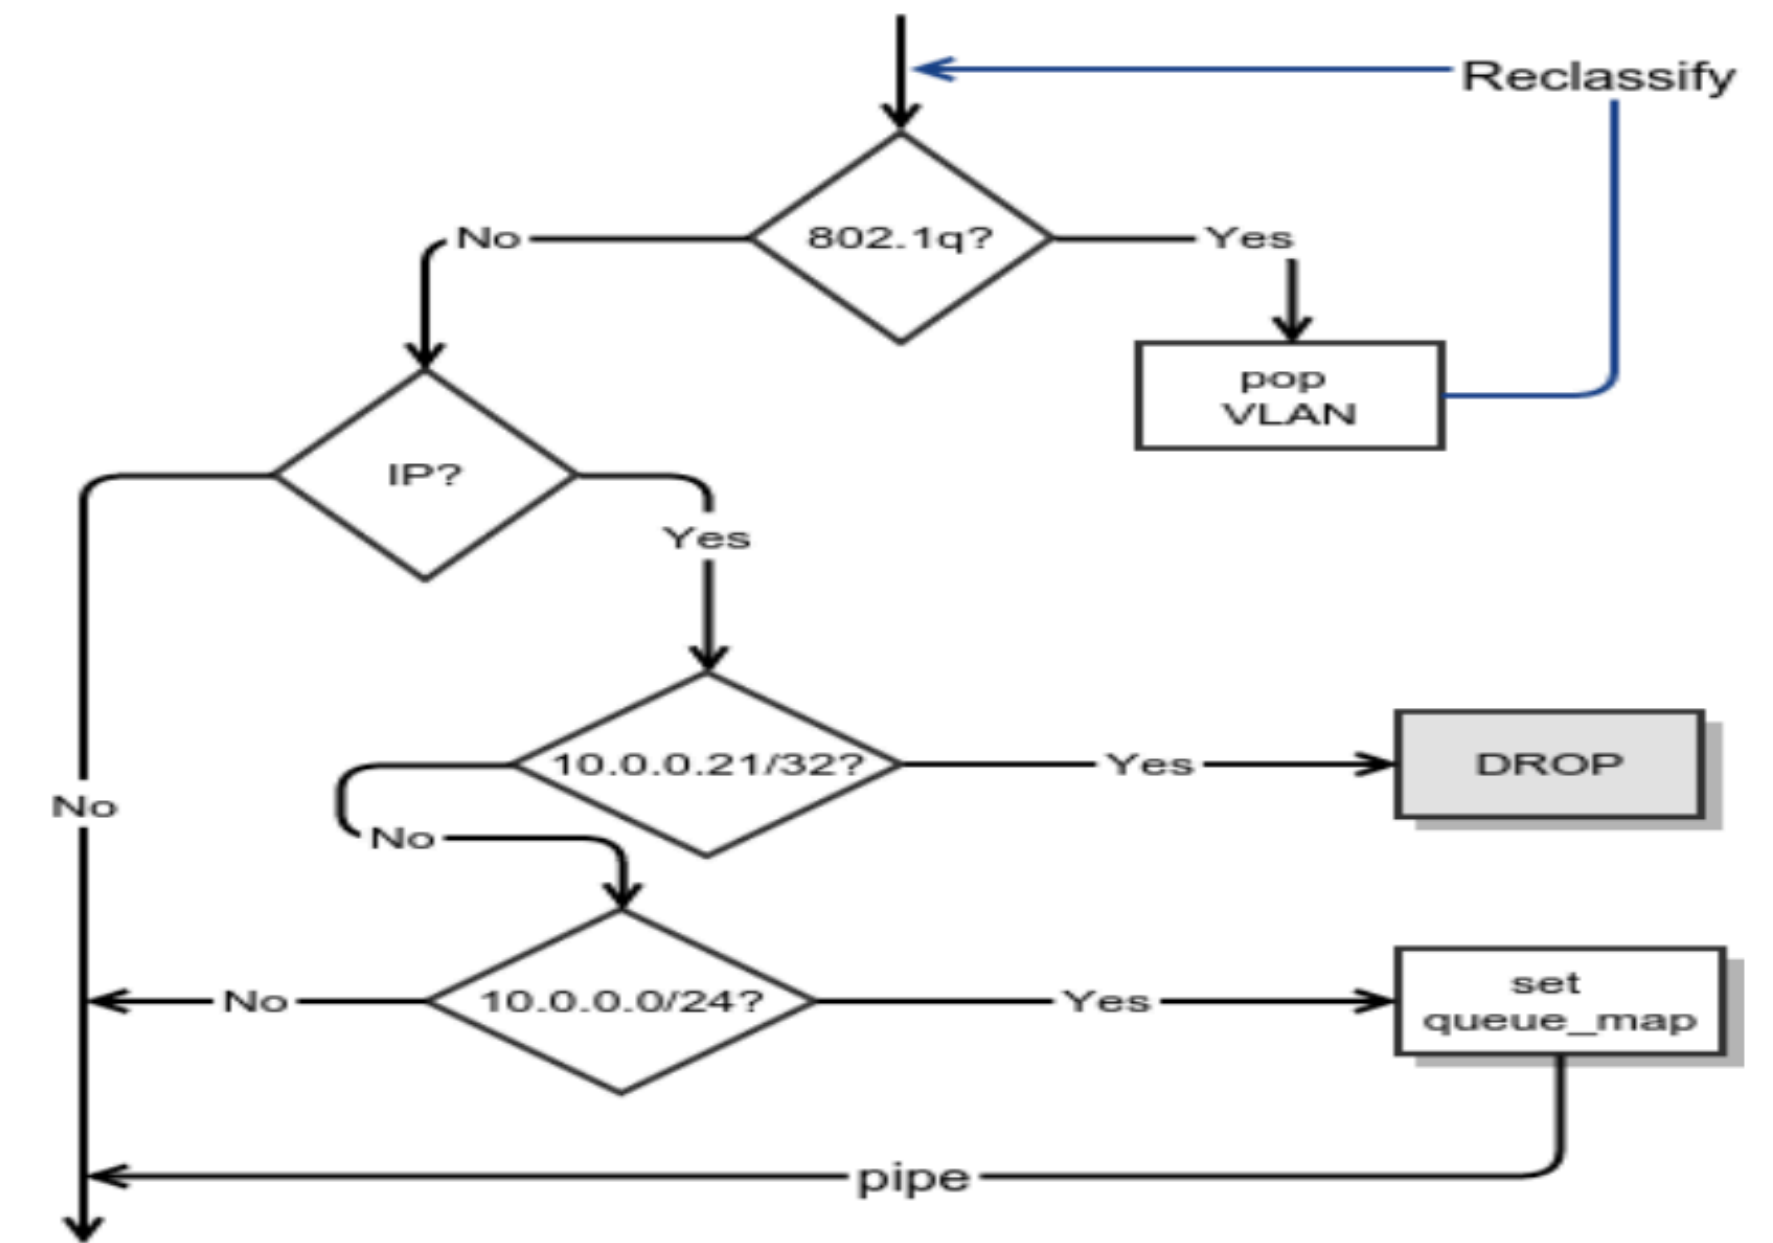 Reclassify
No
802.1q?
Yes
pop
VLAN
IP?
Yes
10.0.0.21/32?
Yes
DROP
No
No
No
10.0.0.0/24?
Yes
set
queue_map
pipe